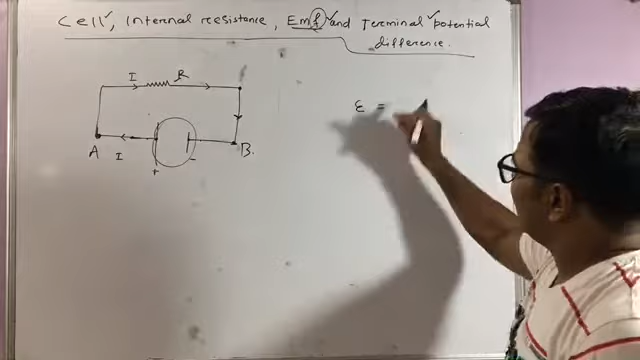 Cell, Internal resistance, Emf and Terminal potential
difference.
I R
ε =
A I B.
+ -